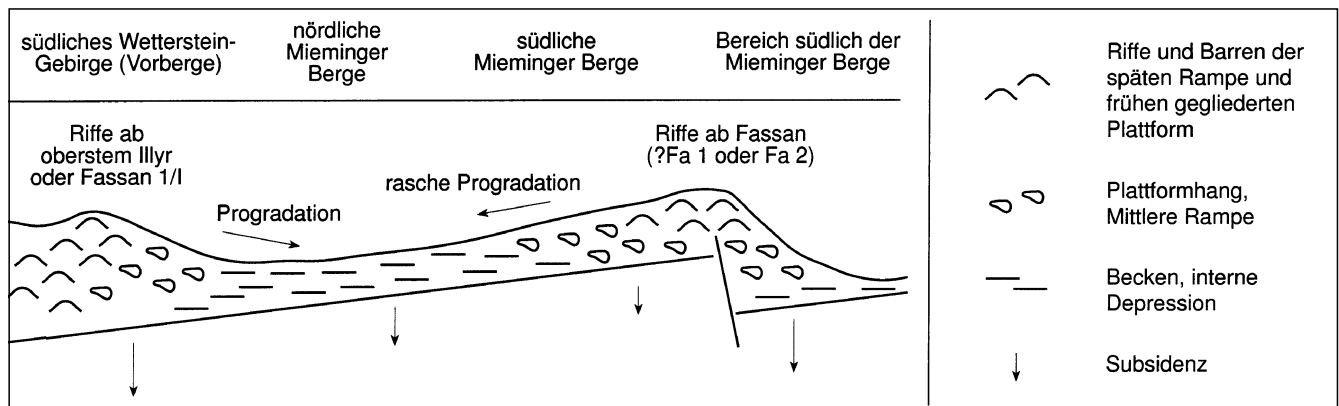 südliches Wetterstein-
Gebirge (Vorberge)
nördliche
Mieminger
Berge
südliche
Mieminger Berge
Bereich südlich der
Mieminger Berge
Riffe ab
oberstem Illyr
oder Fassan 1/I
Progradation
rasche Progradation
Riffe ab Fassan
(?Fa 1 oder Fa 2)
Riffe und Barren der
späten Rampe und
frühen gegliederten
Plattform
Plattformhang,
Mittlere Rampe
Becken, interne
Depression
Subsidenz